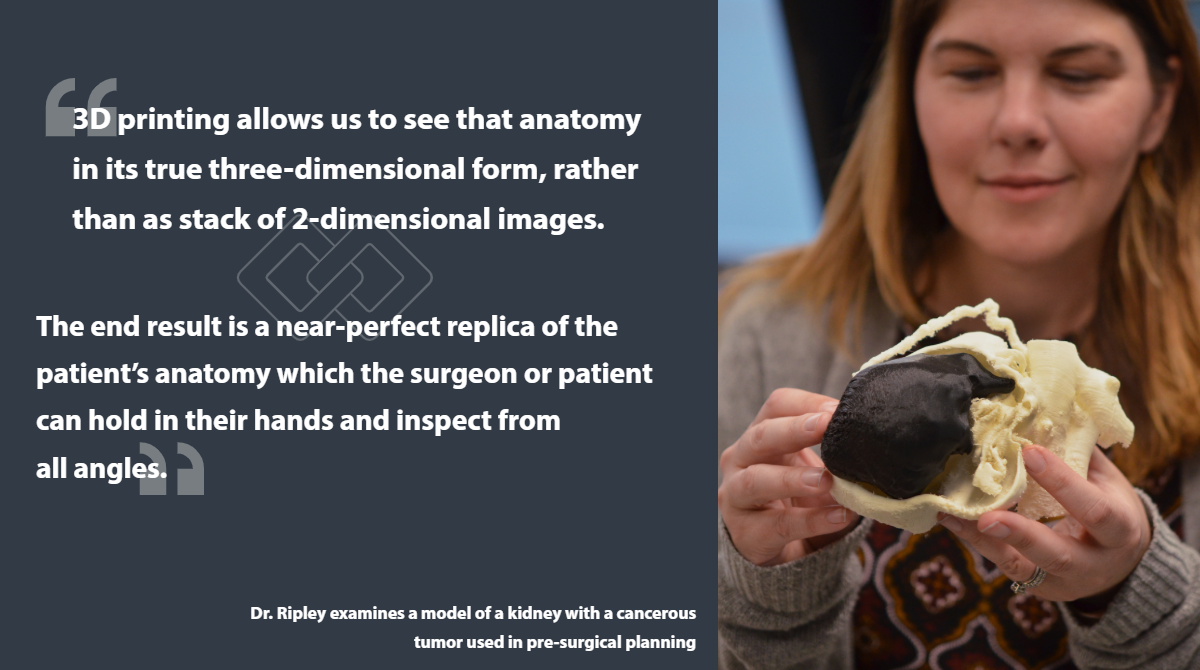 “3D printing allows us to see that anatomy
in its true three-dimensional form, rather
than as stack of 2-dimensional images.
The end result is a near-perfect replica of the
patient’s anatomy which the surgeon or patient
can hold in their hands and inspect from
all angles.”
Dr. Ripley examines a model of a kidney with a cancerous
tumor used in pre-surgical planning